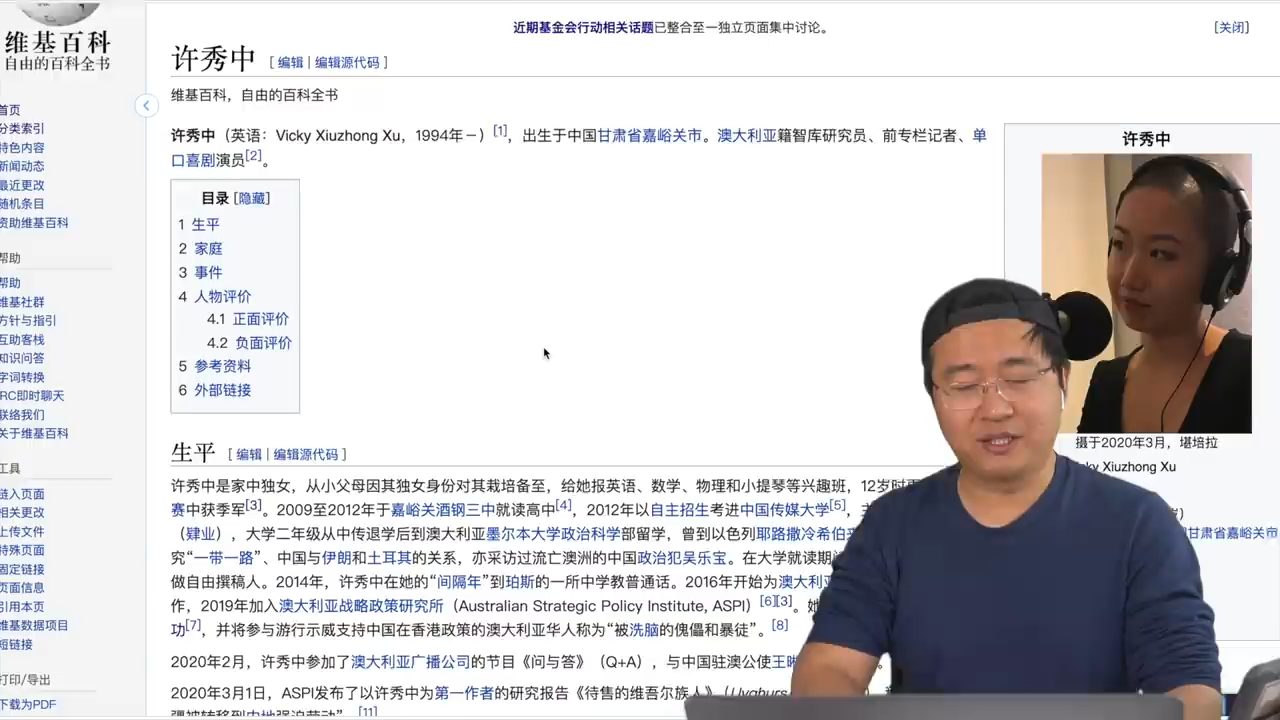 维基百科
自由的百科全书
首页
分类索引
特色内容
新闻动态
最近更改
随机条目
资助维基百科
帮助
帮助
维基社群
方针与指引
互助客栈
知识问答
字词转换
IRC即时聊天
联络我们
关于维基百科
工具
链入页面
相关更改
上传文件
特殊页面
固定链接
页面信息
引用本页
维基数据项目
短链接
打印/导出
下载为PDF
近期基金会行动相关话题已整合至一独立页面集中讨论。
[关闭]
许秀中 [ 编辑 | 编辑源代码 ]
维基百科，自由的百科全书
许秀中（英语：Vicky Xiuzhong Xu，1994年－）[1]，出生于中国甘肃省嘉峪关市。澳大利亚籍智库研究员、前专栏记者、单
口喜剧演员[2]。
目录 [隐藏]
1 生平
2 家庭
3 事件
4 人物评价
4.1 正面评价
4.2 负面评价
5 参考资料
6 外部链接
生平 [ 编辑 | 编辑源代码 ]
许秀中是家中独女，从小父母因其独女身份对其栽培备至，给她报英语、数学、物理和小提琴等兴趣班，12岁时
赛中获季军[3]。2009至2012年于嘉峪关酒钢三中就读高中[4]，2012年以自主招生考进中国传媒大学[5]，
（肄业），大学二年级从中传退学后到澳大利亚墨尔本大学政治科学部留学，曾到以色列耶路撒冷希伯
究“一带一路”、中国与伊朗和土耳其的关系，亦采访过流亡澳洲的中国政治犯吴乐宝。在大学就读期
做自由撰稿人。2014年，许秀中在她的“间隔年”到珀斯的一所中学教普通话。2016年开始为澳大利
作，2019年加入澳大利亚战略政策研究所（Australian Strategic Policy Institute, ASPI）[6][3]。她
功[7]，并将参与游行示威支持中国在香港政策的澳大利亚华人称为“被洗脑的傀儡和暴徒”。[8]
2020年2月，许秀中参加了澳大利亚广播公司的节目《问与答》（Q+A），与中国驻澳公使王
2020年3月1日，ASPI发布了以许秀中为第一作者的研究报告《待售的维吾尔族人》（Uyghurs
疆被转移到内地强迫劳动”。[11]
许秀中
摄于2020年3月，堪培拉
ky Xiuzhong Xu
甘肃省嘉峪关市